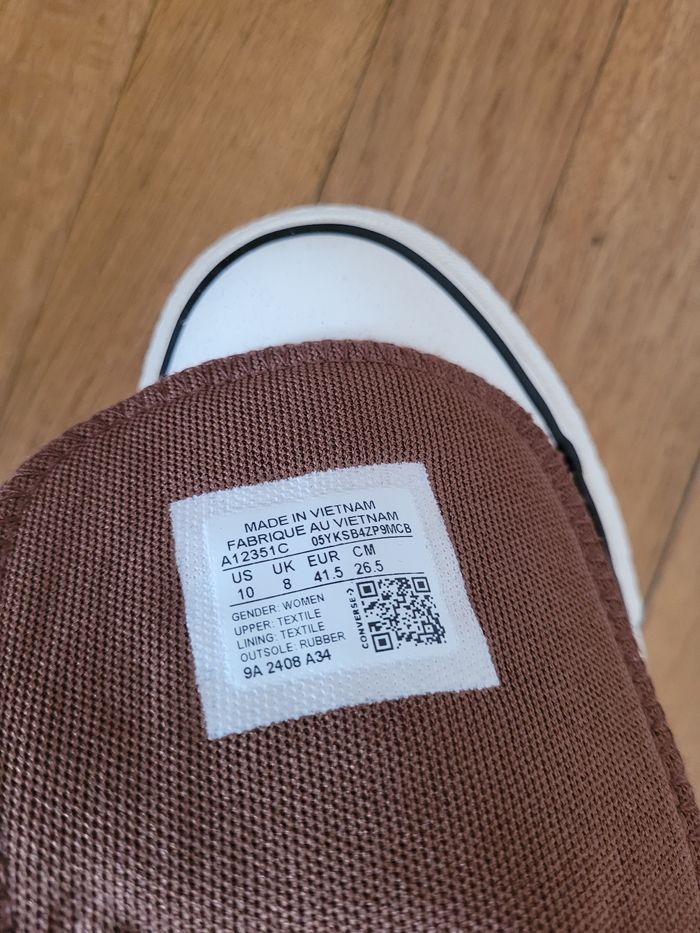 MADE IN VIETNAM
FABRIQUE AU VIETNAM
A12351C 05YKSB4ZP9MCB
US UK EUR CM
10 8 41.5 26.5
GENDER: WOMEN
UPPER: TEXTILE
LINING: TEXTILE
OUTSOLE: RUBBER
9A 2408 A34
CONVERSE